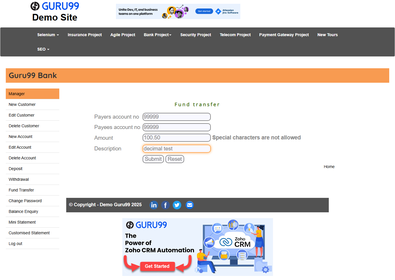 GURU99
Demo Site
Selenium Insurance Project Agile Project Bank Project Security Project Telecom Project Payment Gateway Project New Tours
SEO
Guru99 Bank
Manager
New Customer
Edit Customer
Delete Customer
New Account
Edit Account
Delete Account
Deposit
Withdrawal
Fund Transfer
Change Password
Balance Enquiry
Mini Statement
Customised Statement
Log out
Fund transfer
Payers account no 99999
Payees account no 99999
Amount 100.50 Special characters are not allowed
Description decimal test
Submit Reset
Home
© Copyright - Demo Guru99 2025
GURU99
The
Power of
Zoho CRM Automation
Get Started
ZOHO
CRM